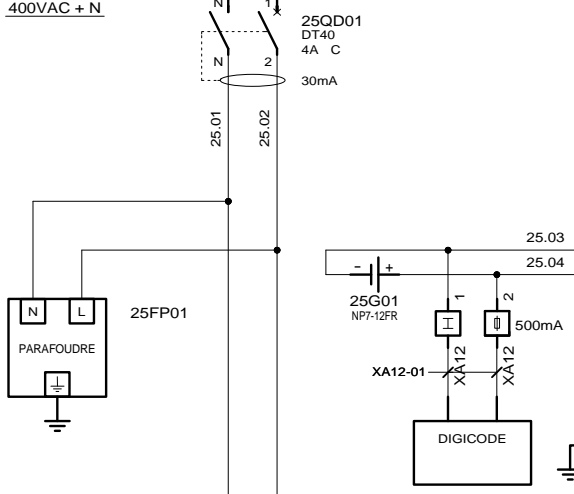 400VAC + N
N 1
25QD01
DT40
4A C
N 2
30mA
25.01 25.02
25.03
25.04
- +
25G01
NP7-12FR
1 2
N L
25FP01
500mA
PARAFOUDRE
XA12-01 XA12 XA12
DIGICODE